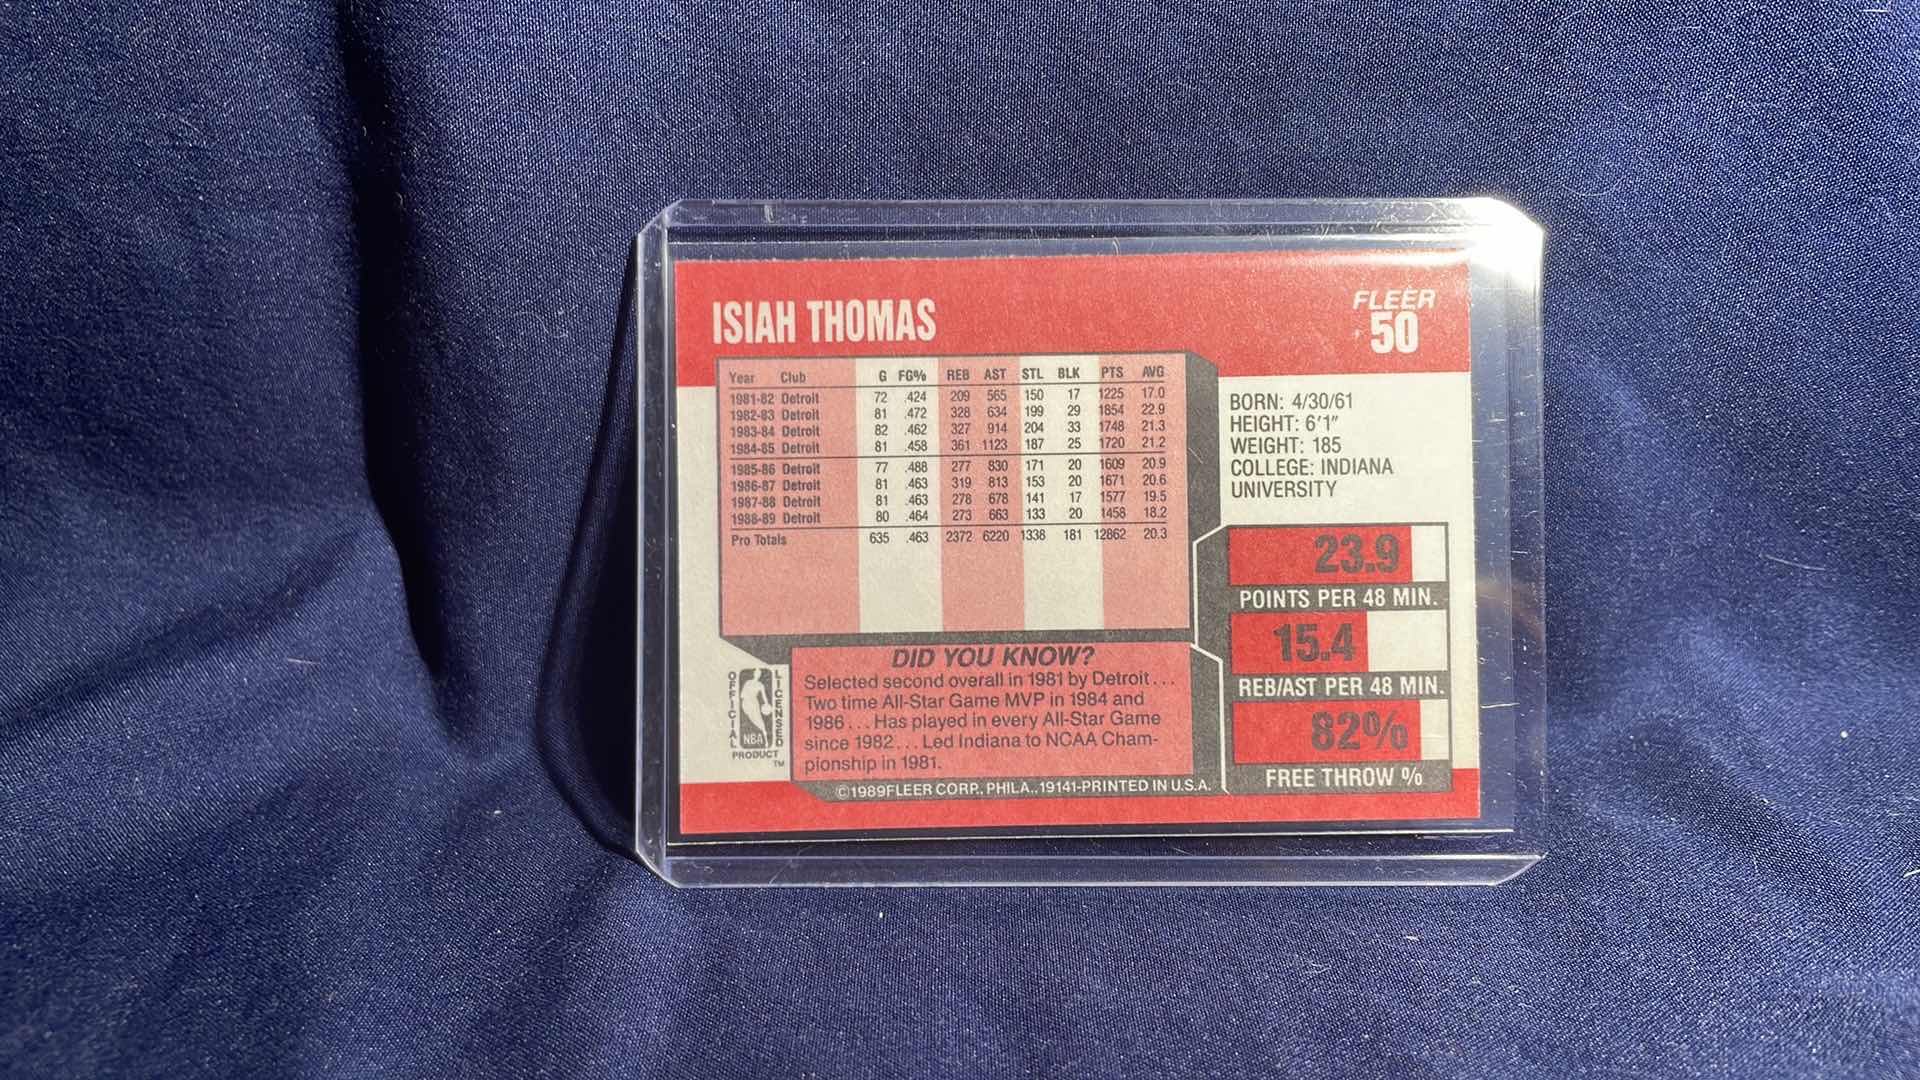 ISIAH THOMAS
FLEER
50
Year Club G FG% REB AST STL BLK PTS AVG
1981-82 Detroit 72 .424 209 565 150 17 1225 17.0
1982-83 Detroit 81 .472 328 634 199 29 1854 22.9
1983-84 Detroit 82 .462 327 914 204 33 1748 21.3
1984-85 Detroit 81 .458 361 1123 187 25 1720 21.2
1985-86 Detroit 77 .488 277 830 171 20 1609 20.9
1986-87 Detroit 81 .463 319 813 153 20 1671 20.6
1987-88 Detroit 81 .463 278 678 141 17 1577 19.5
1988-89 Detroit 80 .464 273 663 133 20 1458 18.2
Pro Totals 635 .463 2372 6220 1338 181 12862 20.3
BORN: 4/30/61
HEIGHT: 6'1"
WEIGHT: 185
COLLEGE: INDIANA
UNIVERSITY
23.9
POINTS PER 48 MIN.
15.4
REB/AST PER 48 MIN.
82%
FREE THROW %
OFFICIAL
LICENSED
NBA
PRODUCT
TM
DID YOU KNOW?
Selected second overall in 1981 by Detroit...
Two time All-Star Game MVP in 1984 and
1986... Has played in every All-Star Game
since 1982... Led Indiana to NCAA Cham-
pionship in 1981.
©1989 FLEER CORP., PHILA., 19141-PRINTED IN U.S.A.